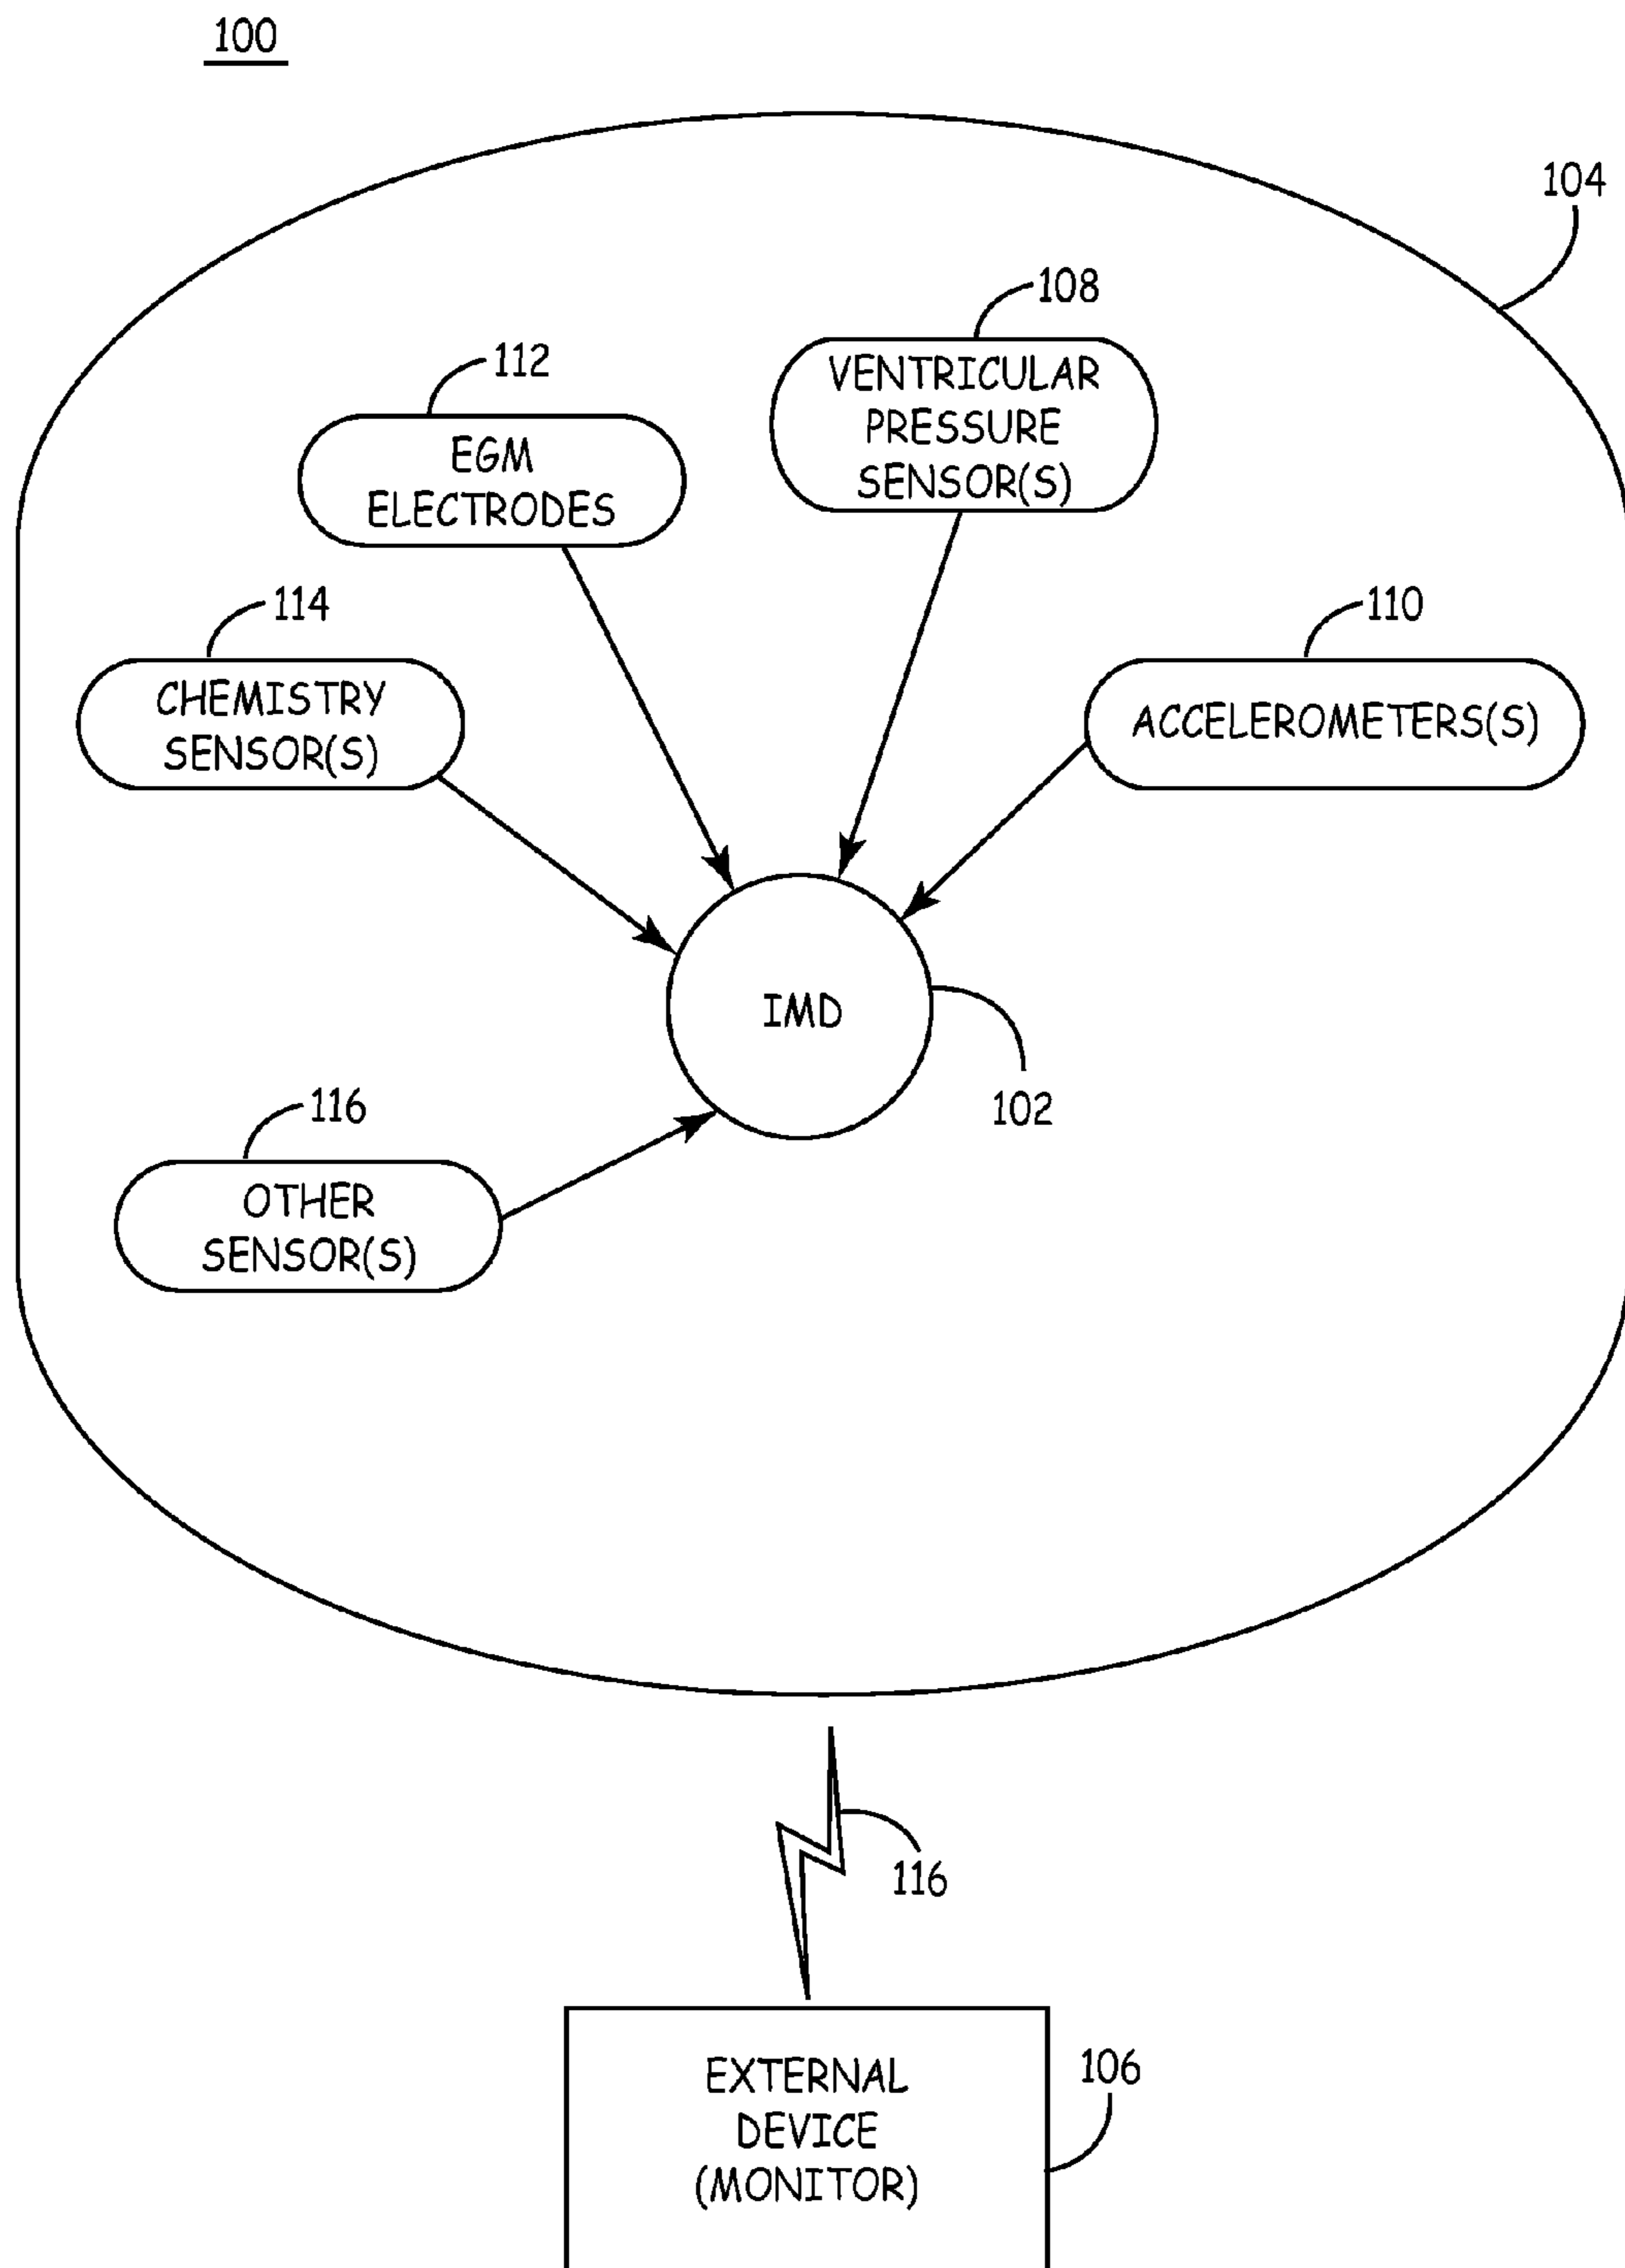 100
104
108
VENTRICULAR
PRESSURE
SENSOR(S)
112
EGM
ELECTRODES
114
CHEMISTRY
SENSOR(S)
110
ACCELEROMETERS(S)
IMD
102
116
OTHER
SENSOR(S)
116
EXTERNAL
DEVICE
(MONITOR)
106